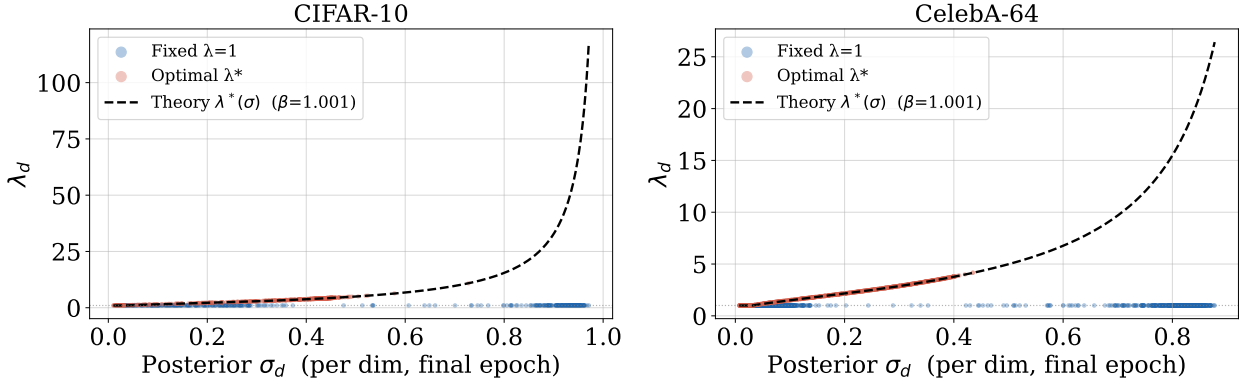 CIFAR-10
Fixed λ=1
Optimal λ*
Theory λ*(σ) (β=1.001)
λd
100
75
50
25
0
0.0 0.2 0.4 0.6 0.8 1.0
Posterior σd (per dim, final epoch)
CelebA-64
Fixed λ=1
Optimal λ*
Theory λ*(σ) (β=1.001)
λd
25
20
15
10
5
0
0.0 0.2 0.4 0.6 0.8
Posterior σd (per dim, final epoch)